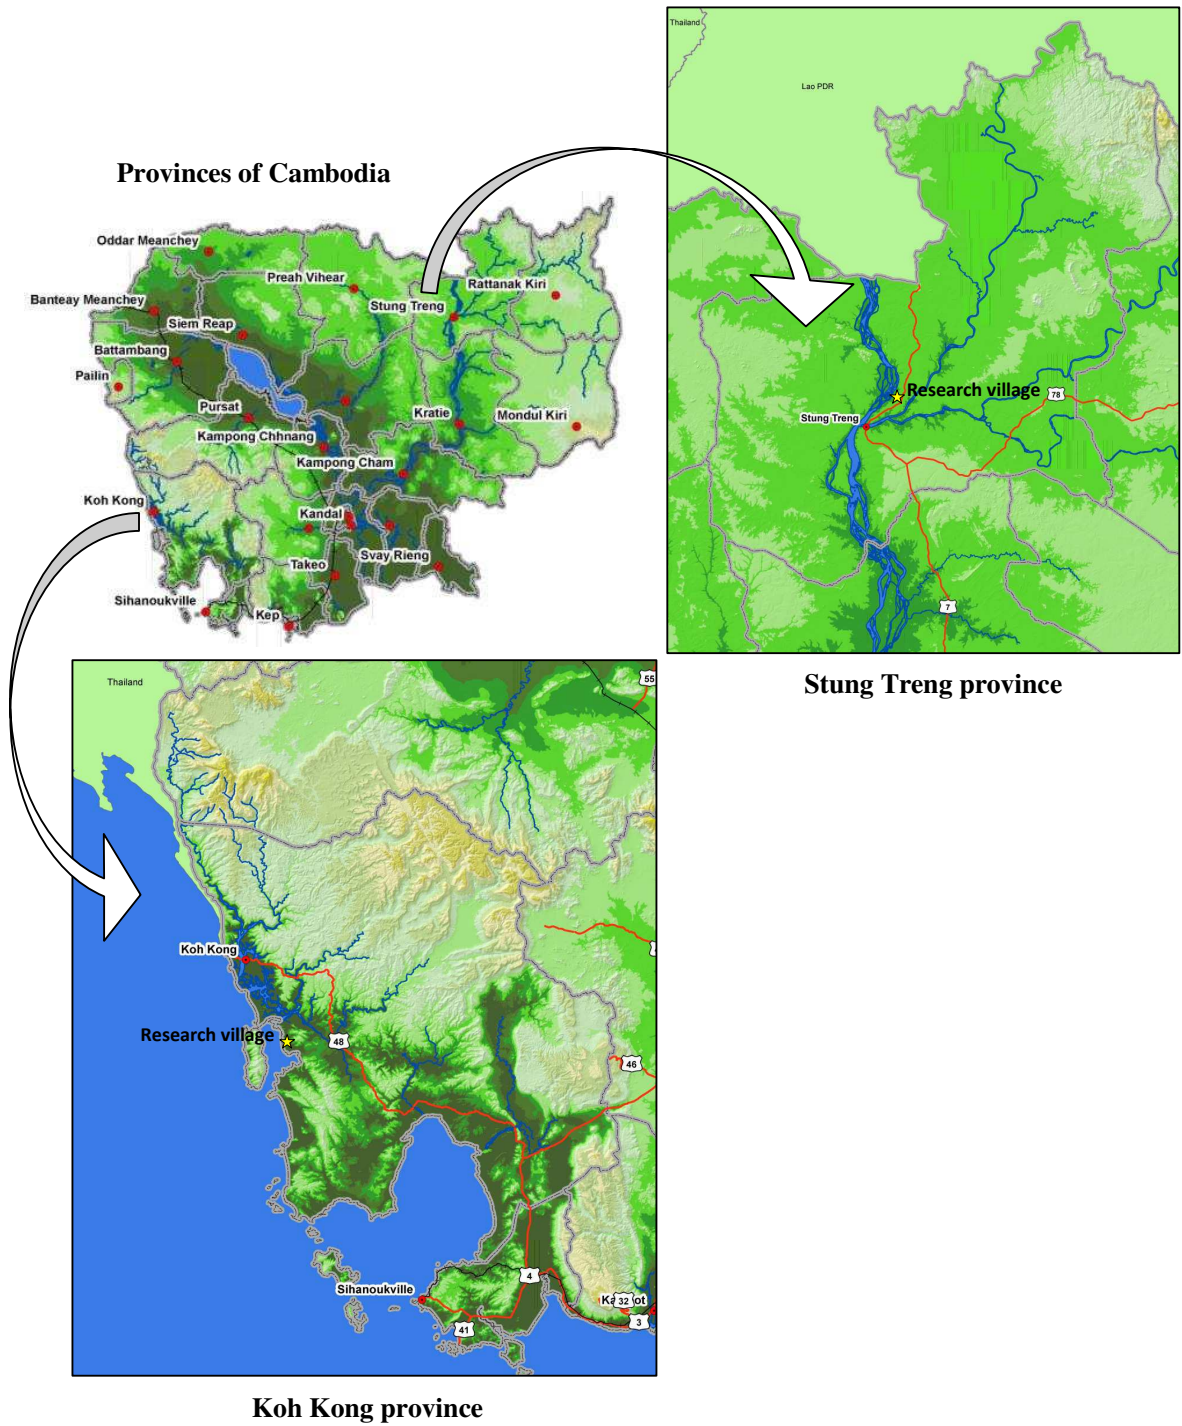 Provinces of Cambodia
Oddar Meanchey
Preah Vihear
Rattanak Kiri
Banteay Meanchey
Stung Treng
Siem Reap
Battambang
Pailin
Pursat
Kratie
Mondul Kiri
Kampong Chhnang
Kampong Cham
Koh Kong
Kandal
Svay Rieng
Takeo
Sihanoukville
Kep
Thailand
Lao PDR
Research village
78
Stung Treng
7
Stung Treng province
Thailand
55
Koh Kong
Research village
48
46
4
Sihanoukville
32
3
41
Koh Kong province